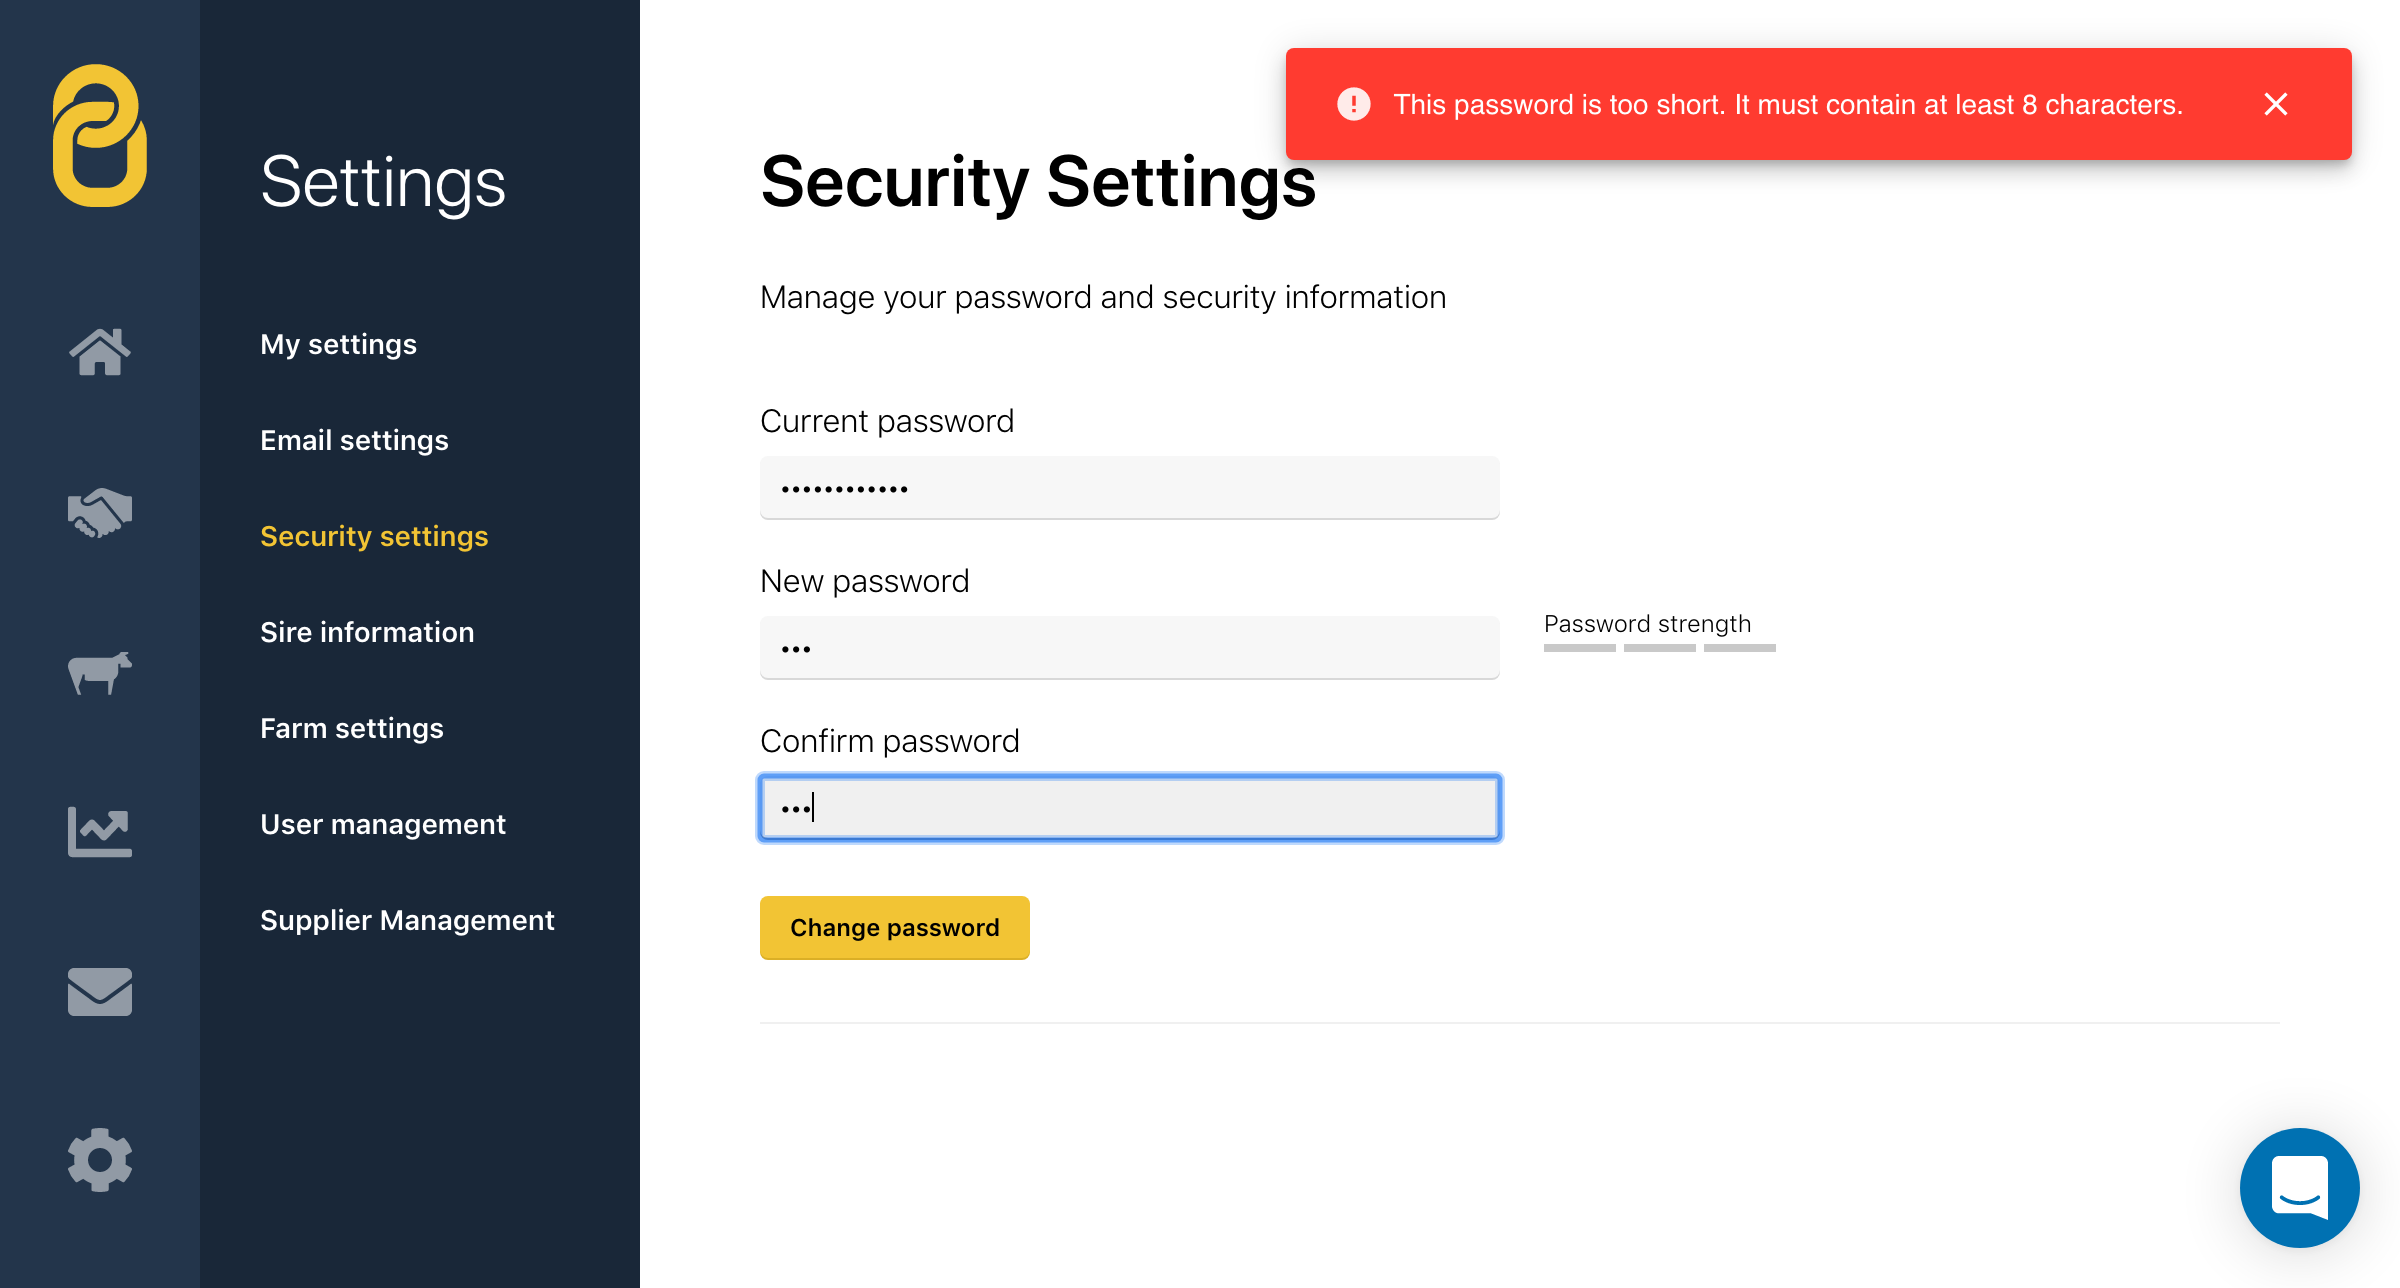 This password is too short. It must contain at least 8 characters.
Settings
My settings
Email settings
Security settings
Sire information
Farm settings
User management
Supplier Management
Security Settings
Manage your password and security information
Current password
••••••••••••
New password
•••
Password strength
Confirm password
•••
Change password